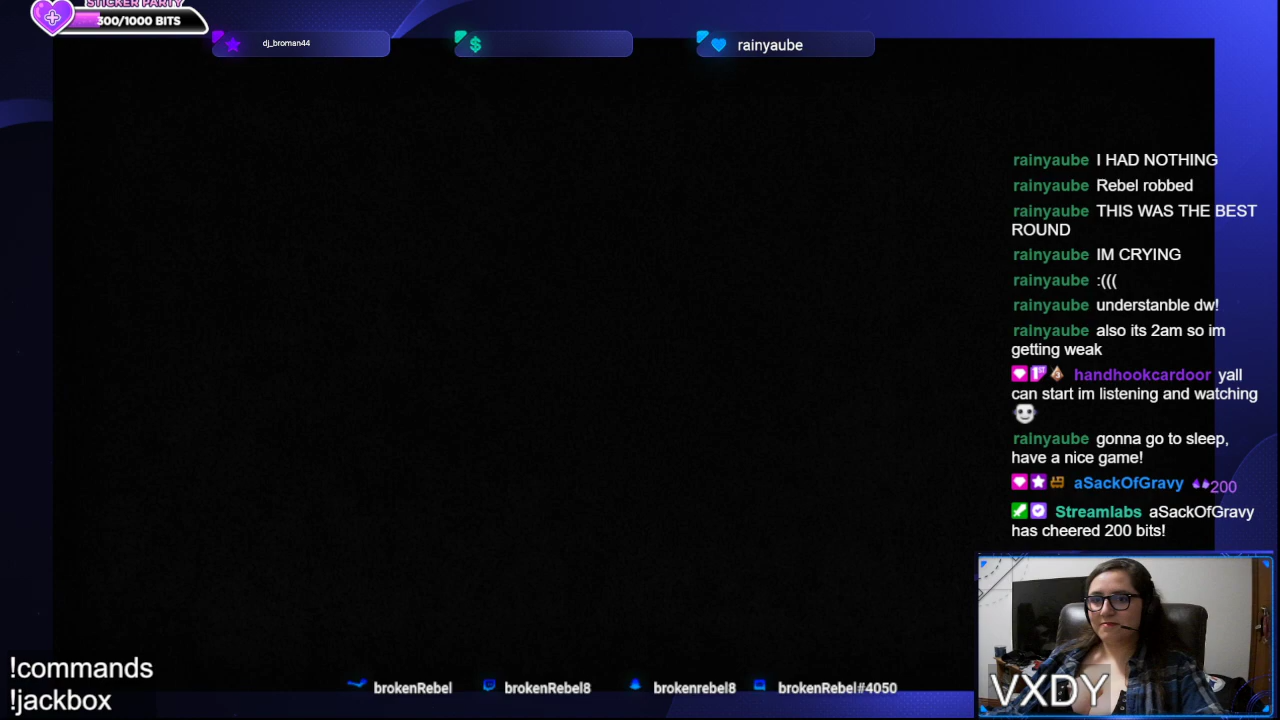 STICKER PARTY
300/1000 BITS
dj_broman44
$
rainyaube
rainyaube I HAD NOTHING
rainyaube Rebel robbed
rainyaube THIS WAS THE BEST
ROUND
rainyaube IM CRYING
rainyaube :(((
rainyaube understanble dw!
rainyaube also its 2am so im
getting weak
1ST handhookcardoor yall
can start im listening and watching
rainyaube gonna go to sleep,
have a nice game!
aSackOfGravy 200
Streamlabs aSackOfGravy
has cheered 200 bits!
!commands
!jackbox
brokenRebel brokenRebel8 brokenrebel8 brokenRebel#4050
VXDY